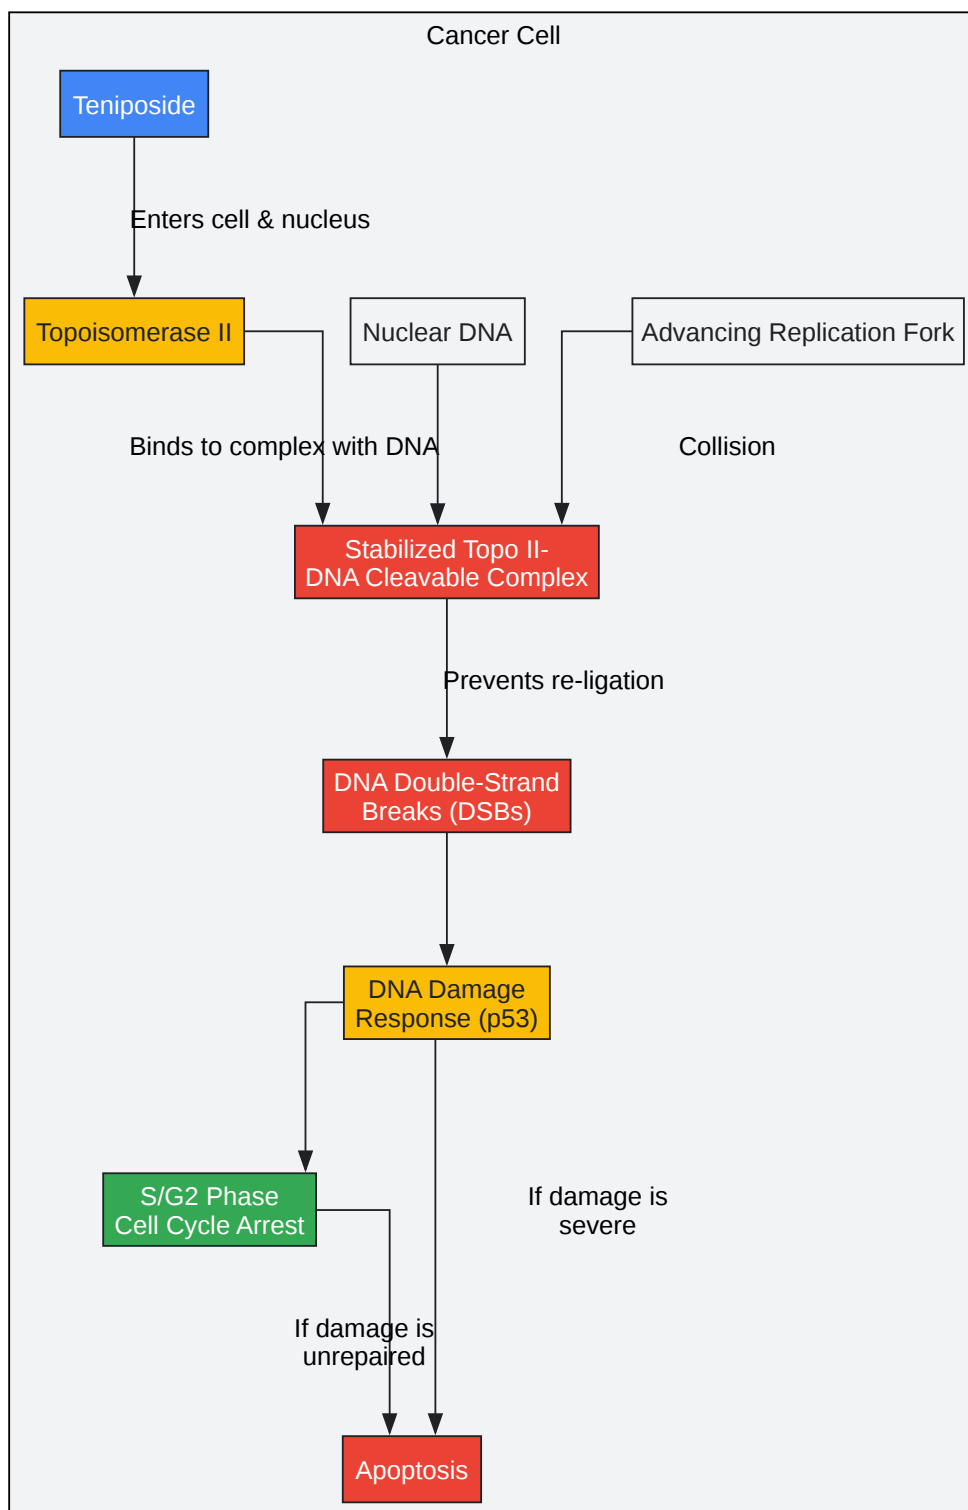 Cancer Cell
Teniposide
Enters cell & nucleus
Topoisomerase II
Nuclear DNA
Advancing Replication Fork
Binds to complex with DNA
Collision
Stabilized Topo II-
DNA Cleavable Complex
Prevents re-ligation
DNA Double-Strand
Breaks (DSBs)
DNA Damage
Response (p53)
S/G2 Phase
Cell Cycle Arrest
If damage is
severe
If damage is
unrepaired
Apoptosis